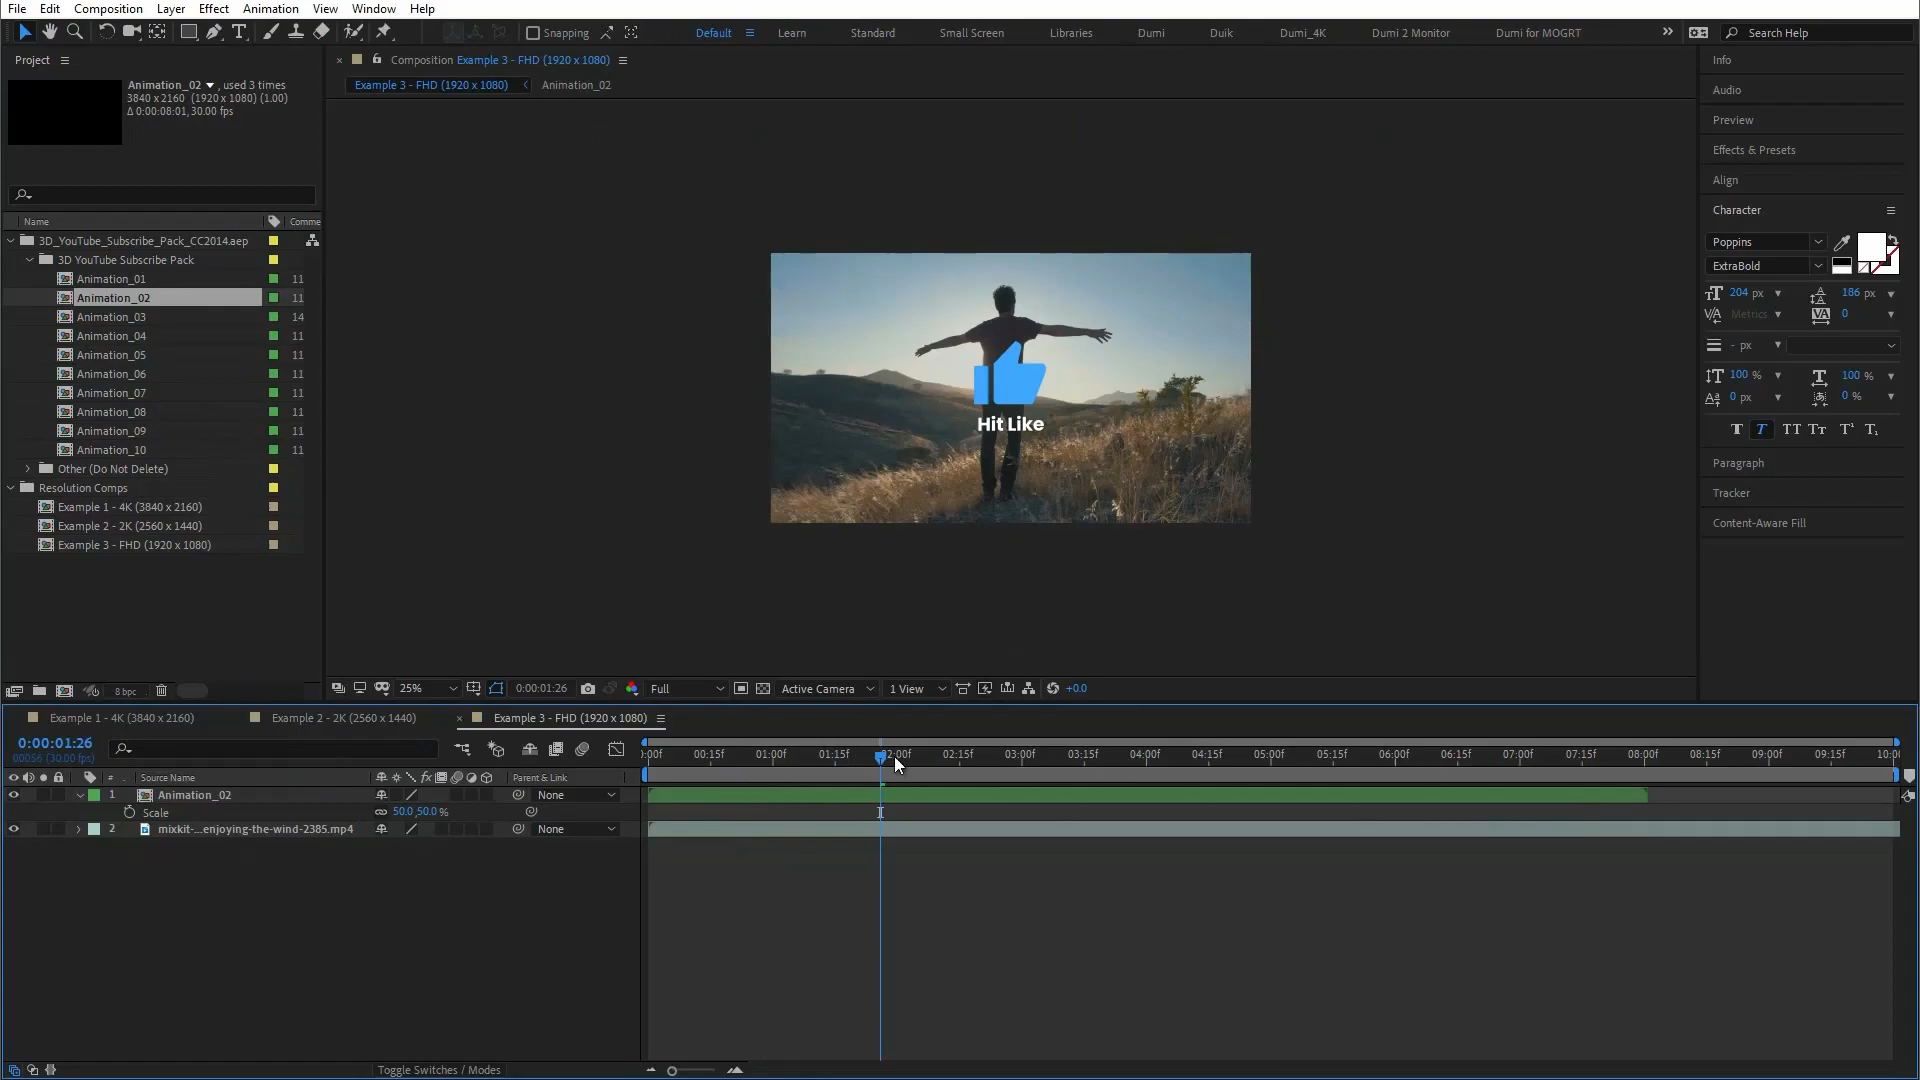 File Edit Composition Layer Effect Animation View Window Help
Snapping
Default Learn Standard Small Screen Libraries Dumi Duik Dumi_4K Dumi 2 Monitor Dumi for MOGRT
Search Help
Project
Animation_02 , used 3 times
3840 x 2160 (1920 x 1080) (1.00)
Δ 0:00:08:01, 30.00 fps
Name Comme
3D_YouTube_Subscribe_Pack_CC2014.aep
3D YouTube Subscribe Pack
Animation_01 11
Animation_02 11
Animation_03 14
Animation_04 11
Animation_05 11
Animation_06 11
Animation_07 11
Animation_08 11
Animation_09 11
Animation_10 11
Other (Do Not Delete)
Resolution Comps
Example 1 - 4K (3840 x 2160)
Example 2 - 2K (2560 x 1440)
Example 3 - FHD (1920 x 1080)
8 bpc
Composition Example 3 - FHD (1920 x 1080)
Example 3 - FHD (1920 x 1080) Animation_02
Hit Like
25% 0:00:01:26 Full Active Camera 1 View +0.0
Info
Audio
Preview
Effects & Presets
Align
Character
Poppins
ExtraBold
204 px 186 px
Metrics 0
- px
100 % 100 %
0 px 0 %
Paragraph
Tracker
Content-Aware Fill
Example 1 - 4K (3840 x 2160) Example 2 - 2K (2560 x 1440) Example 3 - FHD (1920 x 1080)
0:00:01:26
00056 (30.00 fps)
:00f 00:15f 01:00f 01:15f 02:00f 02:15f 03:00f 03:15f 04:00f 04:15f 05:00f 05:15f 06:00f 06:15f 07:00f 07:15f 08:00f 08:15f 09:00f 09:15f 10:0
# Source Name fx Parent & Link
1 Animation_02 None
Scale 50.0,50.0 %
2 mixkit-...enjoying-the-wind-2385.mp4 None
Toggle Switches / Modes